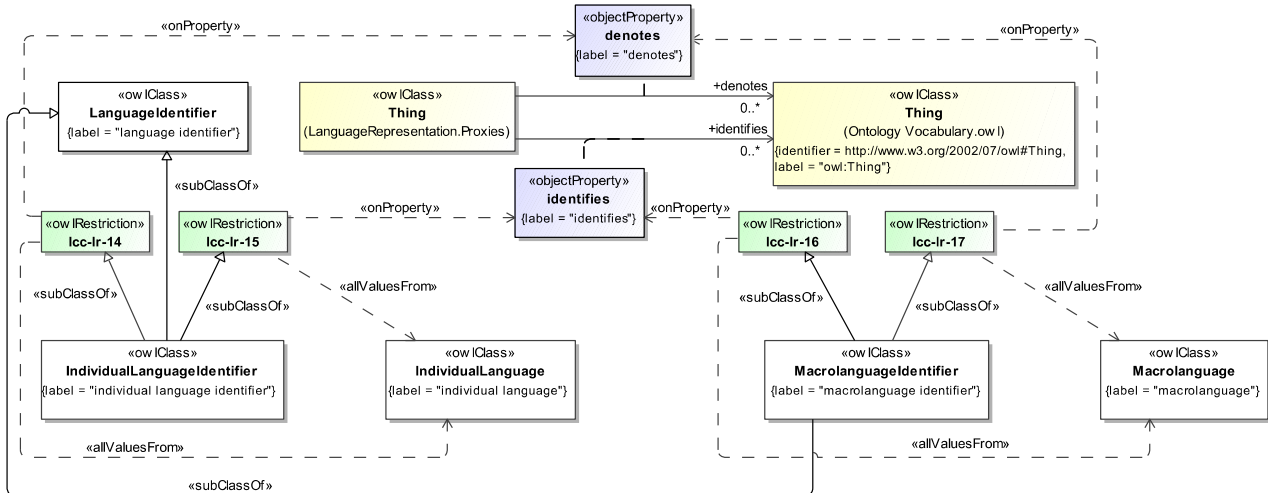 «objectProperty»
denotes
{label = "denotes"}
«onProperty»
«onProperty»
«owlClass»
LanguageIdentifier
{label = "language identifier"}
«owlClass»
Thing
(LanguageRepresentation.Proxies)
+denotes
0..*
+identifies
0..*
«owlClass»
Thing
(Ontology Vocabulary.owl)
{identifier = http://www.w3.org/2002/07/owl#Thing,
label = "owl:Thing"}
«subClassOf»
«objectProperty»
identifies
{label = "identifies"}
«onProperty»
«onProperty»
«owlRestriction»
lcc-lr-14
«owlRestriction»
lcc-lr-15
«owlRestriction»
lcc-lr-16
«owlRestriction»
lcc-lr-17
«subClassOf»
«subClassOf»
«allValuesFrom»
«subClassOf»
«subClassOf»
«allValuesFrom»
«owlClass»
IndividualLanguageIdentifier
{label = "individual language identifier"}
«owlClass»
IndividualLanguage
{label = "individual language"}
«owlClass»
MacrolanguageIdentifier
{label = "macrolanguage identifier"}
«owlClass»
Macrolanguage
{label = "macrolanguage"}
«allValuesFrom»
«allValuesFrom»
«subClassOf»